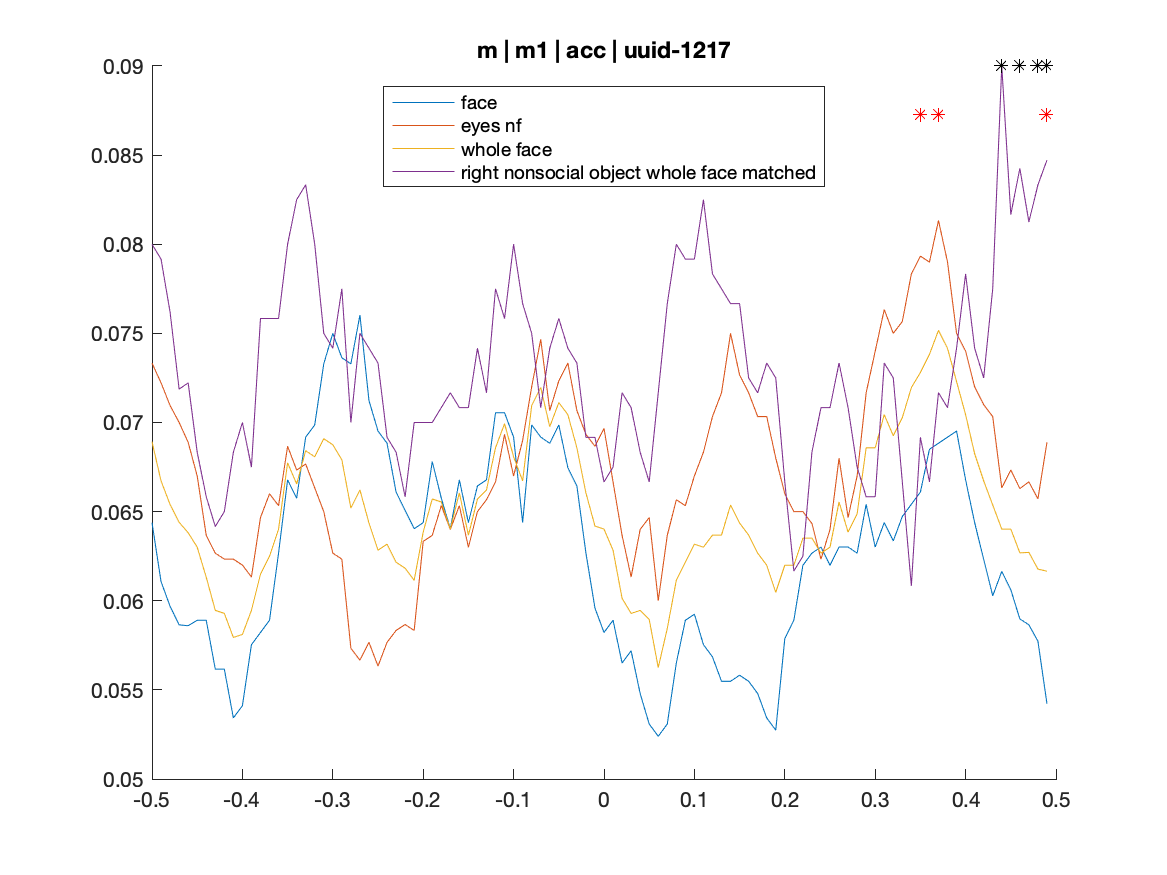 m | m1 | acc | uuid-1217
face
eyes nf
whole face
right nonsocial object whole face matched
0.09
0.085
0.08
0.075
0.07
0.065
0.06
0.055
0.05
-0.5 -0.4 -0.3 -0.2 -0.1 0 0.1 0.2 0.3 0.4 0.5